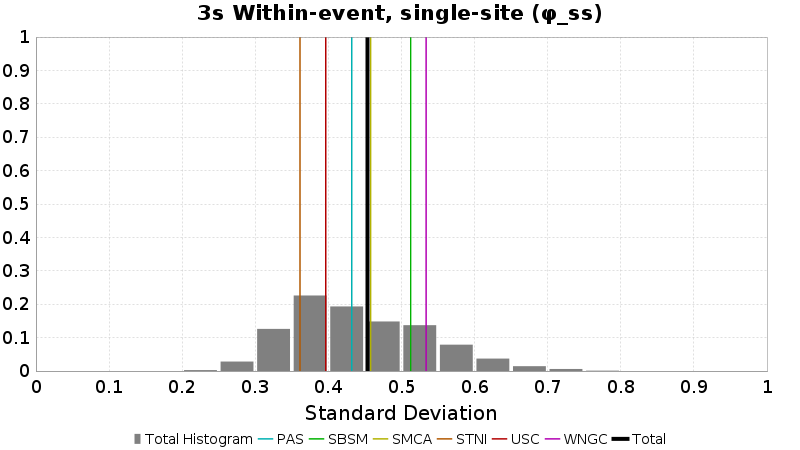 3s Within-event, single-site (φ_ss)
1
0.9
0.8
0.7
0.6
0.5
0.4
0.3
0.2
0.1
0
0 0.1 0.2 0.3 0.4 0.5 0.6 0.7 0.8 0.9 1
Standard Deviation
Total Histogram PAS SBSM SMCA STNI USC WNGC Total